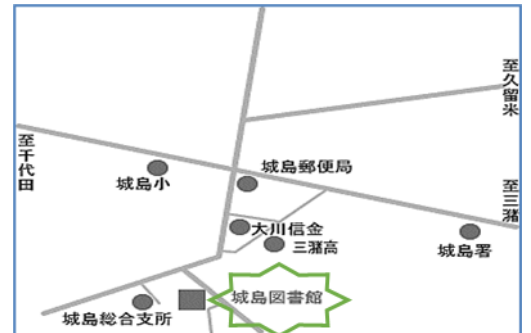 至久留米
至千代田
城島郵便局
城島小
至三潴
大川信金
三潴高
城島署
城島図書館
城島総合支所